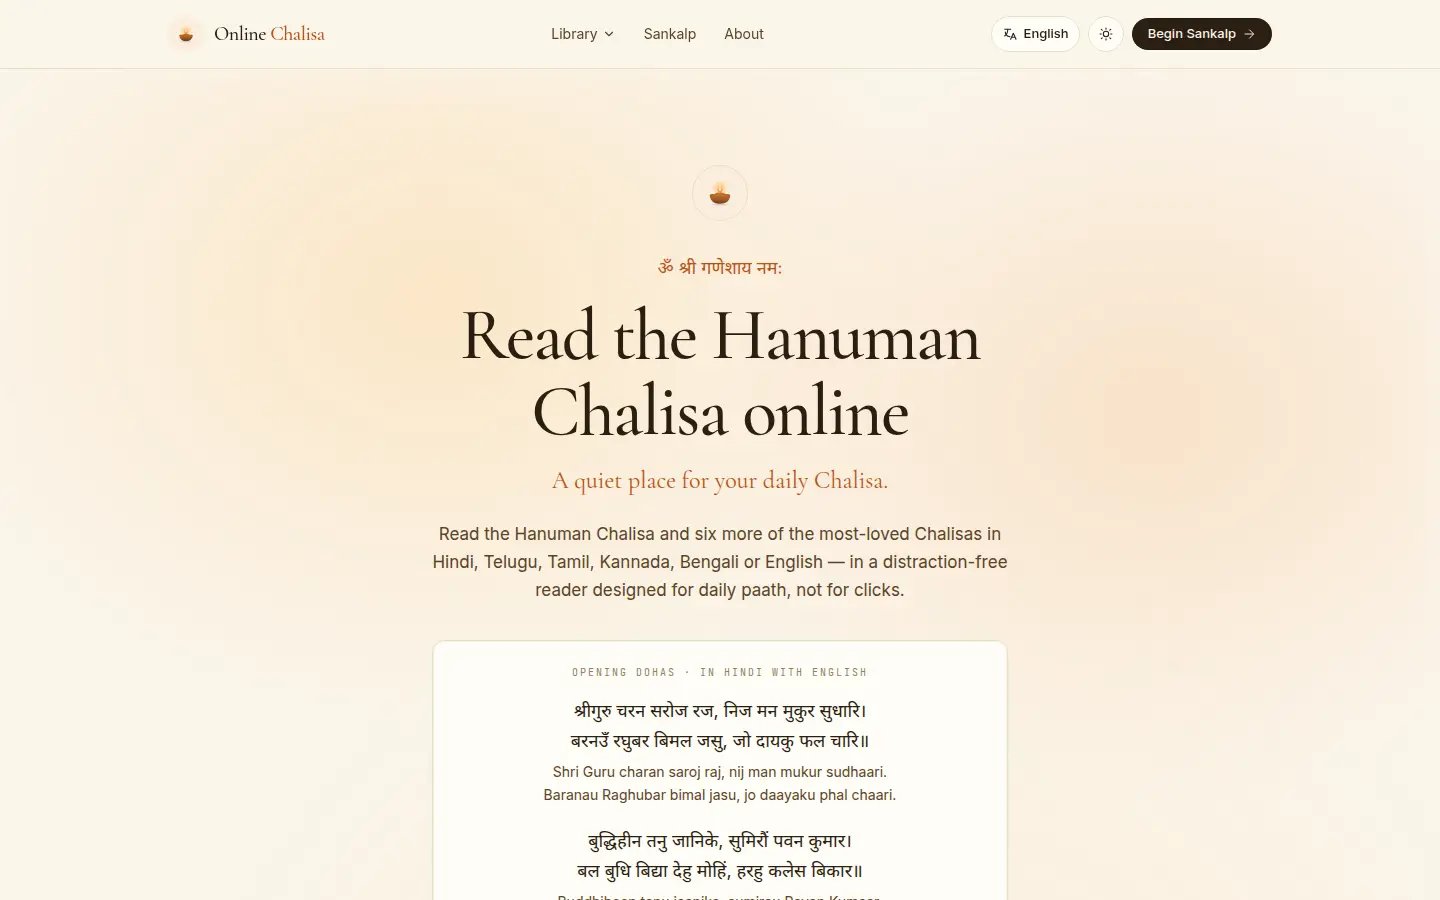 Online Chalisa
Library
Sankalp
About
English
Begin Sankalp →
ॐ श्री गणेशाय नमः
Read the Hanuman
Chalisa online
A quiet place for your daily Chalisa.
Read the Hanuman Chalisa and six more of the most-loved Chalisas in
Hindi, Telugu, Tamil, Kannada, Bengali or English — in a distraction-free
reader designed for daily paath, not for clicks.
OPENING DOHAS · IN HINDI WITH ENGLISH
श्रीगुरु चरन सरोज रज, निज मन मुकुर सुधारि।
बरनउँ रघुबर बिमल जसु, जो दायकु फल चारि॥
Shri Guru charan saroj raj, nij man mukur sudhaari.
Baranau Raghubar bimal jasu, jo daayaku phal chaari.
बुद्धिहीन तनु जानिके, सुमिरौं पवन कुमार।
बल बुधि बिद्या देहु मोहिं, हरहु कलेस बिकार॥